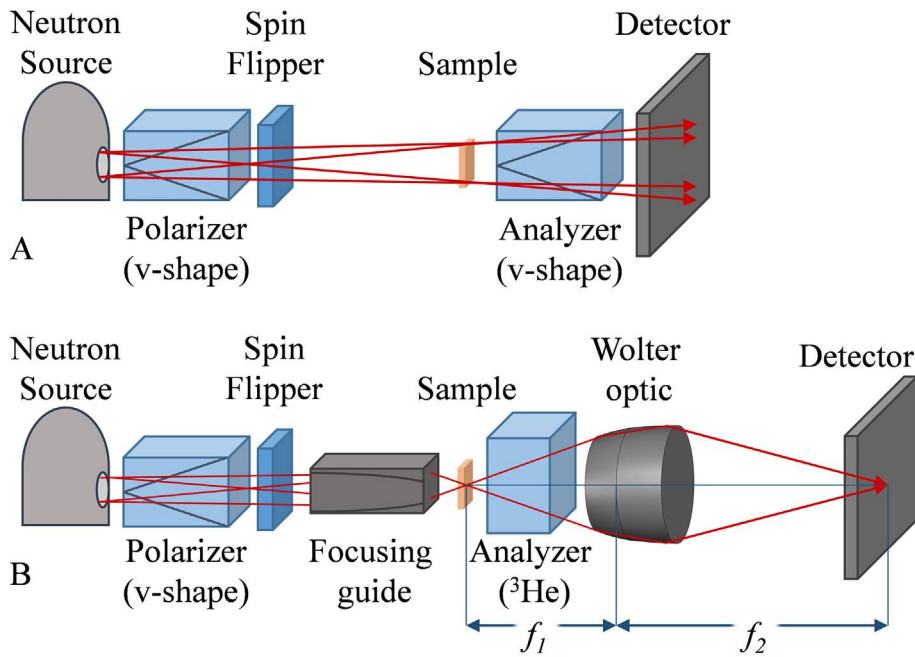 Neutron
Source
Spin
Flipper
Sample
Detector
Polarizer
(v-shape)
Analyzer
(v-shape)
A
Neutron
Source
Spin
Flipper
Sample
Wolter
optic
Detector
Polarizer
(v-shape)
Focusing
guide
Analyzer
(³He)
B
f₁
f₂